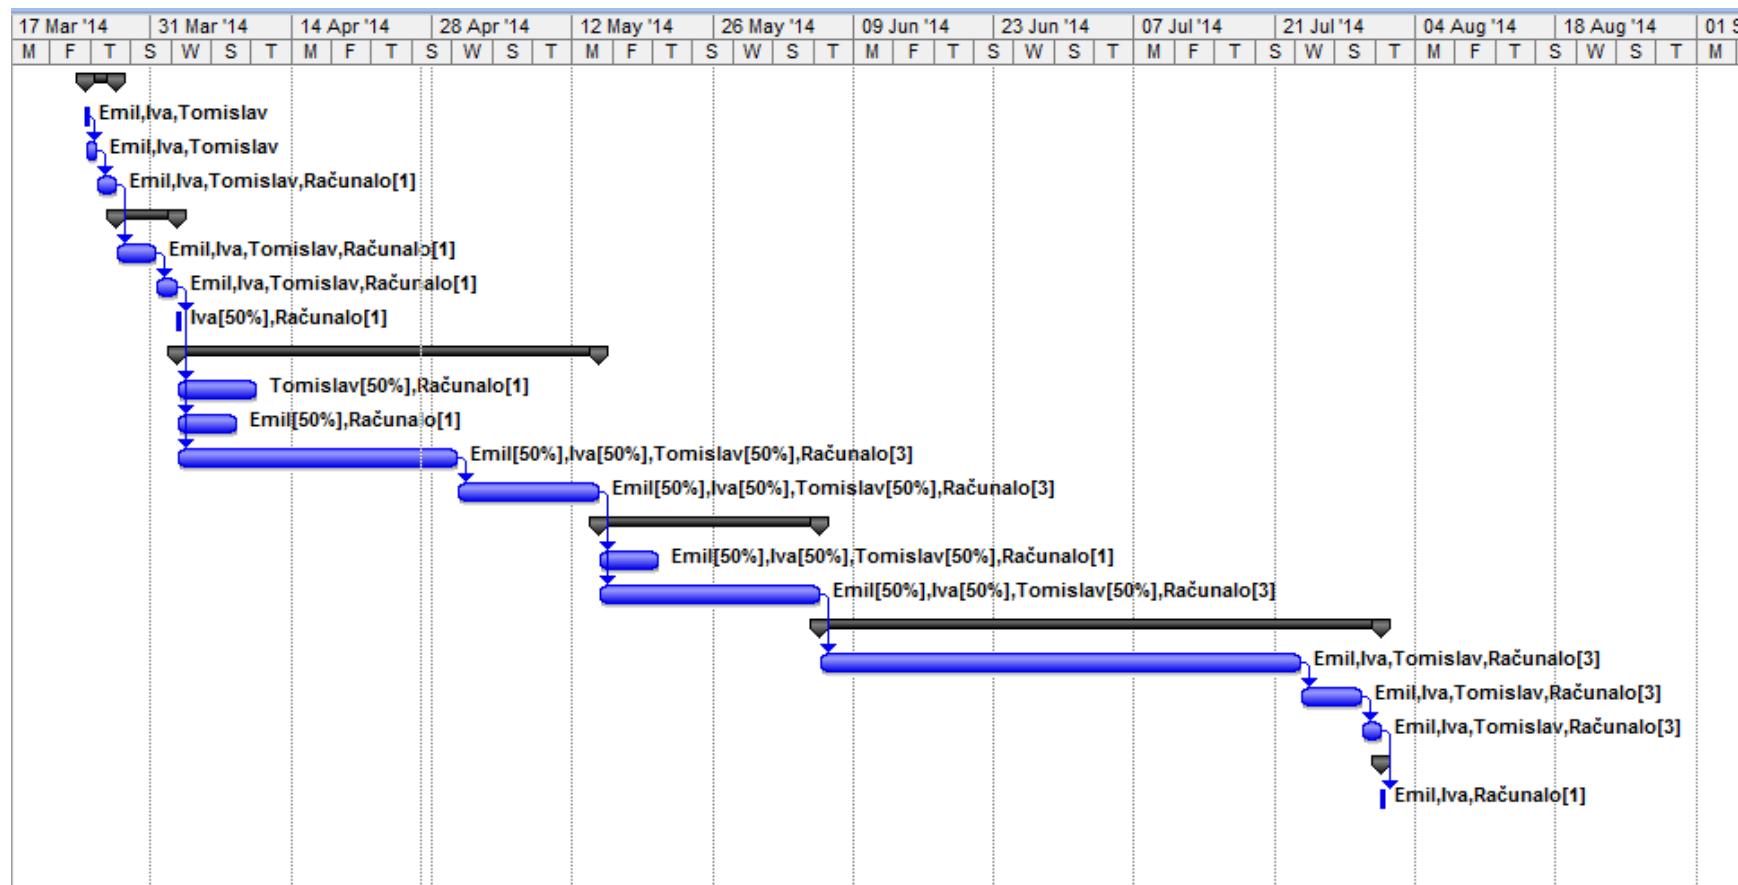 17 Mar '14 31 Mar '14 14 Apr '14 28 Apr '14 12 May '14 26 May '14 09 Jun '14 23 Jun '14 07 Jul '14 21 Jul '14 04 Aug '14 18 Aug '14 01 S
M F T S W S T M F T S W S T M F T S W S T M F T S W S T M F T S W S T M F T S W S T M
Emil,Iva,Tomislav
Emil,Iva,Tomislav
Emil,Iva,Tomislav,Računalo[1]
Emil,Iva,Tomislav,Računalo[1]
Emil,Iva,Tomislav,Računalo[1]
Iva[50%],Računalo[1]
Tomislav[50%],Računalo[1]
Emil[50%],Računalo[1]
Emil[50%],Iva[50%],Tomislav[50%],Računalo[3]
Emil[50%],Iva[50%],Tomislav[50%],Računalo[3]
Emil[50%],Iva[50%],Tomislav[50%],Računalo[1]
Emil[50%],Iva[50%],Tomislav[50%],Računalo[3]
Emil,Iva,Tomislav,Računalo[3]
Emil,Iva,Tomislav,Računalo[3]
Emil,Iva,Tomislav,Računalo[3]
Emil,Iva,Računalo[1]